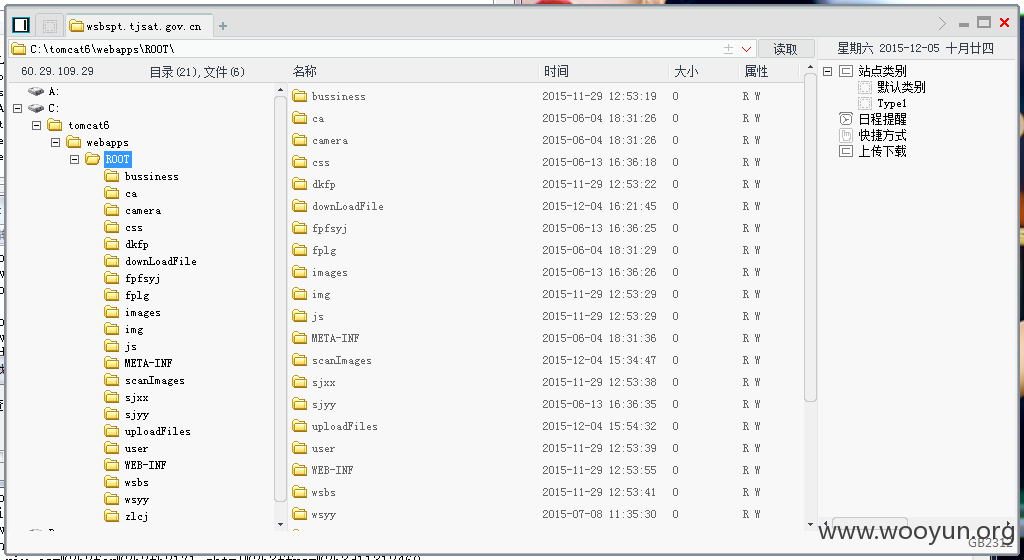 wsbspt.tjsat.gov.cn
C:\tomcat6\webapps\ROOT\ 读取 星期六 2015-12-05 十月廿四
60.29.109.29 目录(21),文件(6) 名称 时间 大小 属性
A:
C:
tomcat6
webapps
ROOT
bussiness
ca
camera
css
dkfp
downLoadFile
fpfsyj
fplg
images
img
js
META-INF
scanImages
sjxx
sjyy
uploadFiles
user
WEB-INF
wsbs
wsyy
zlcj
bussiness 2015-11-29 12:53:19 0 R W
ca 2015-06-04 18:31:26 0 R W
camera 2015-06-04 18:31:26 0 R W
css 2015-06-13 16:36:18 0 R W
dkfp 2015-11-29 12:53:22 0 R W
downLoadFile 2015-12-04 16:21:45 0 R W
fpfsyj 2015-06-13 16:36:25 0 R W
fplg 2015-06-04 18:31:29 0 R W
images 2015-06-13 16:36:26 0 R W
img 2015-11-29 12:53:29 0 R W
js 2015-11-29 12:53:29 0 R W
META-INF 2015-06-04 18:31:36 0 R W
scanImages 2015-12-04 15:34:47 0 R W
sjxx 2015-11-29 12:53:38 0 R W
sjyy 2015-06-13 16:36:35 0 R W
uploadFiles 2015-12-04 15:54:32 0 R W
user 2015-11-29 12:53:39 0 R W
WEB-INF 2015-11-29 12:53:55 0 R W
wsbs 2015-11-29 12:53:41 0 R W
wsyy 2015-07-08 11:35:30 0 R W
站点类别
默认类别
Type1
日程提醒
快捷方式
上传下载
www.wooyun.org
GB2312